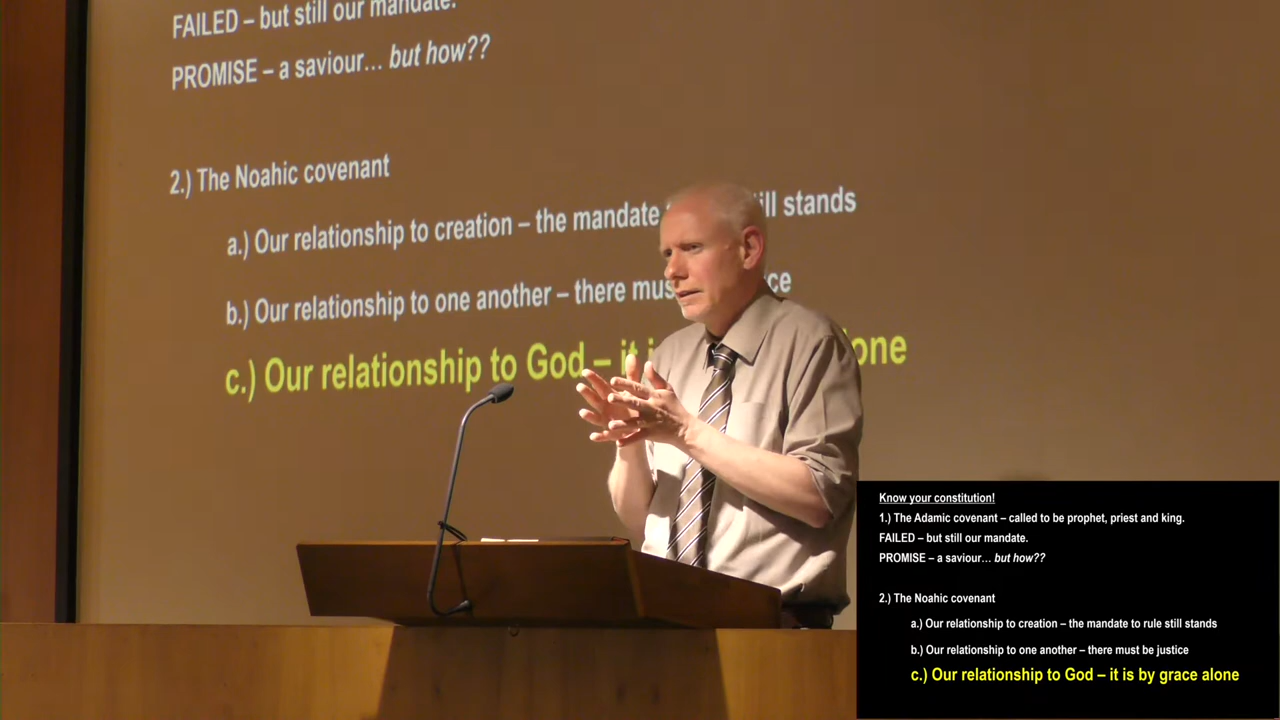 FAILED – but still our mandate.
PROMISE – a saviour… but how??
2.) The Noahic covenant
a.) Our relationship to creation – the mandate ill stands
b.) Our relationship to one another – there mus ce
c.) Our relationship to God – it i one
Know your constitution!
1.) The Adamic covenant – called to be prophet, priest and king.
FAILED – but still our mandate.
PROMISE – a saviour… but how??
2.) The Noahic covenant
a.) Our relationship to creation – the mandate to rule still stands
b.) Our relationship to one another – there must be justice
c.) Our relationship to God – it is by grace alone